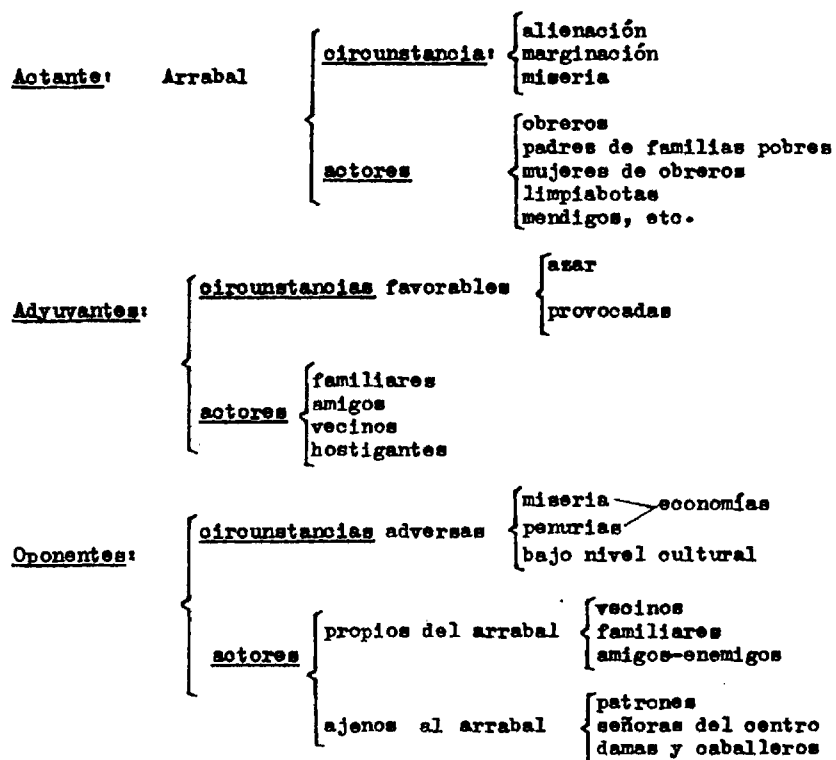 alienación
circunstancia: marginación
Actante: Arrabal miseria
obreros
padres de familias pobres
actores mujeres de obreros
limpiabotas
mendigos, etc.
azar
circunstancias favorables
Adyuvantes: provocadas
familiares
actores amigos
vecinos
hostigantes
miseria economías
circunstancias adversas penurias
Oponentes: bajo nivel cultural
vecinos
propios del arrabal familiares
actores amigos-enemigos
patrones
ajenos al arrabal señoras del centro
damas y caballeros